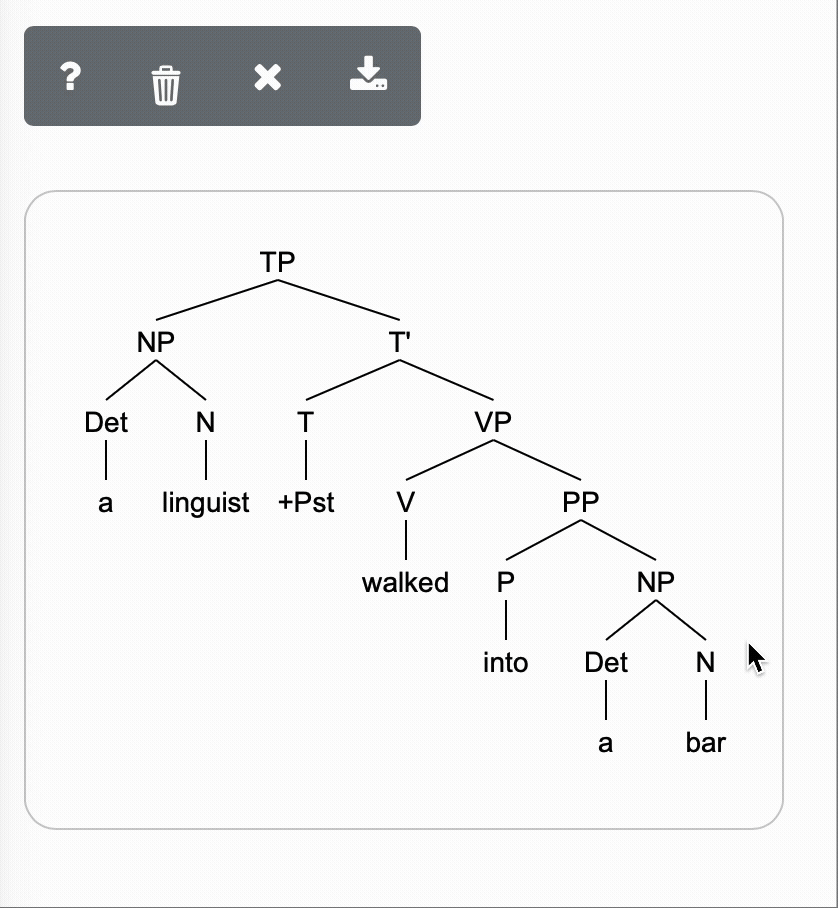 ?
TP
NP T'
Det N T VP
a linguist +Pst V PP
walked P NP
into Det N
a bar